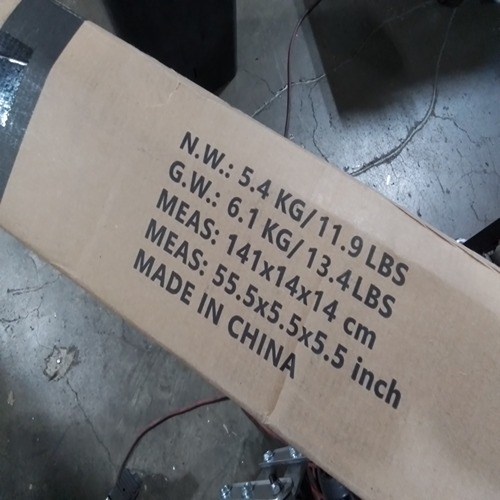 N.W.: 5.4 KG/11.9 LBS
G.W.: 6.1 KG/ 13.4LBS
MEAS: 141x14x14 cm
MEAS: 55.5x5.5x5.5 inch
MADE IN CHINA